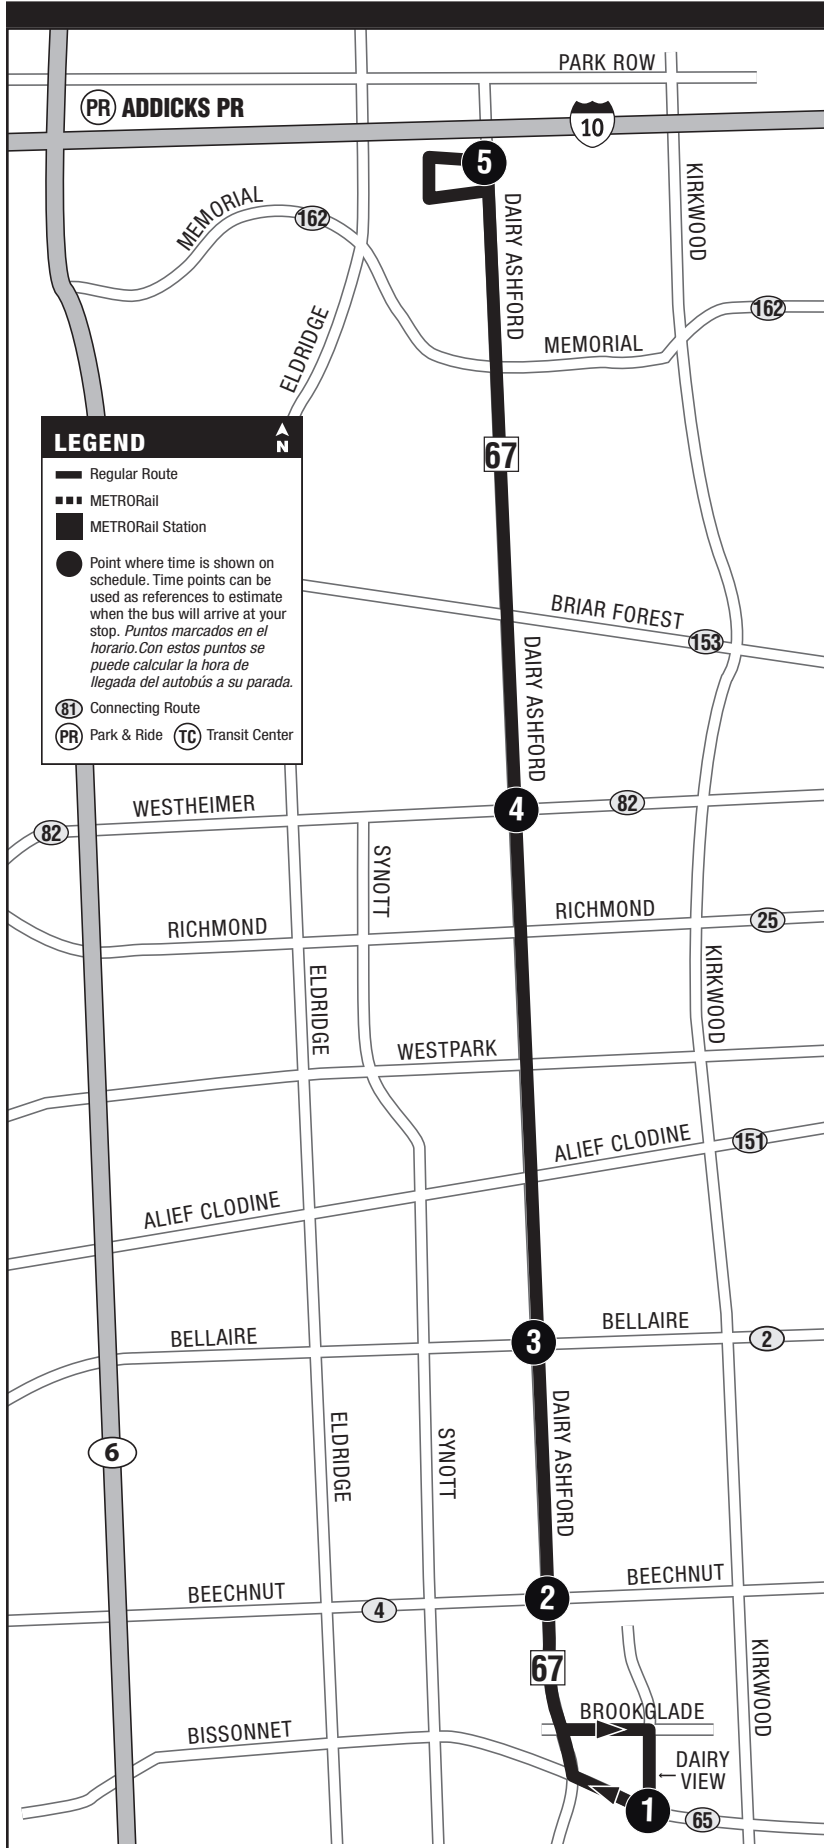 PARK ROW
PR ADDICKS PR
10
5
KIRKWOOD
MEMORIAL
162
DAIRY ASHFORD
162
ELDRIDGE
MEMORIAL
LEGEND
N
67
Regular Route
METRORail
METRORail Station
Point where time is shown on
schedule. Time points can be
used as references to estimate
when the bus will arrive at your
stop. Puntos marcados en el
horario.Con estos puntos se
puede calcular la hora de
llegada del autobús a su parada.
81 Connecting Route
PR Park & Ride TC Transit Center
BRIAR FOREST
153
DAIRY ASHFORD
WESTHEIMER
4
82
82
SYNOTT
RICHMOND
RICHMOND
25
ELDRIDGE
KIRKWOOD
WESTPARK
ALIEF CLODINE
151
ALIEF CLODINE
BELLAIRE
3
BELLAIRE
2
DAIRY ASHFORD
ELDRIDGE
SYNOTT
6
BEECHNUT
4
2
BEECHNUT
67
KIRKWOOD
BROOKGLADE
BISSONNET
DAIRY
VIEW
1
65